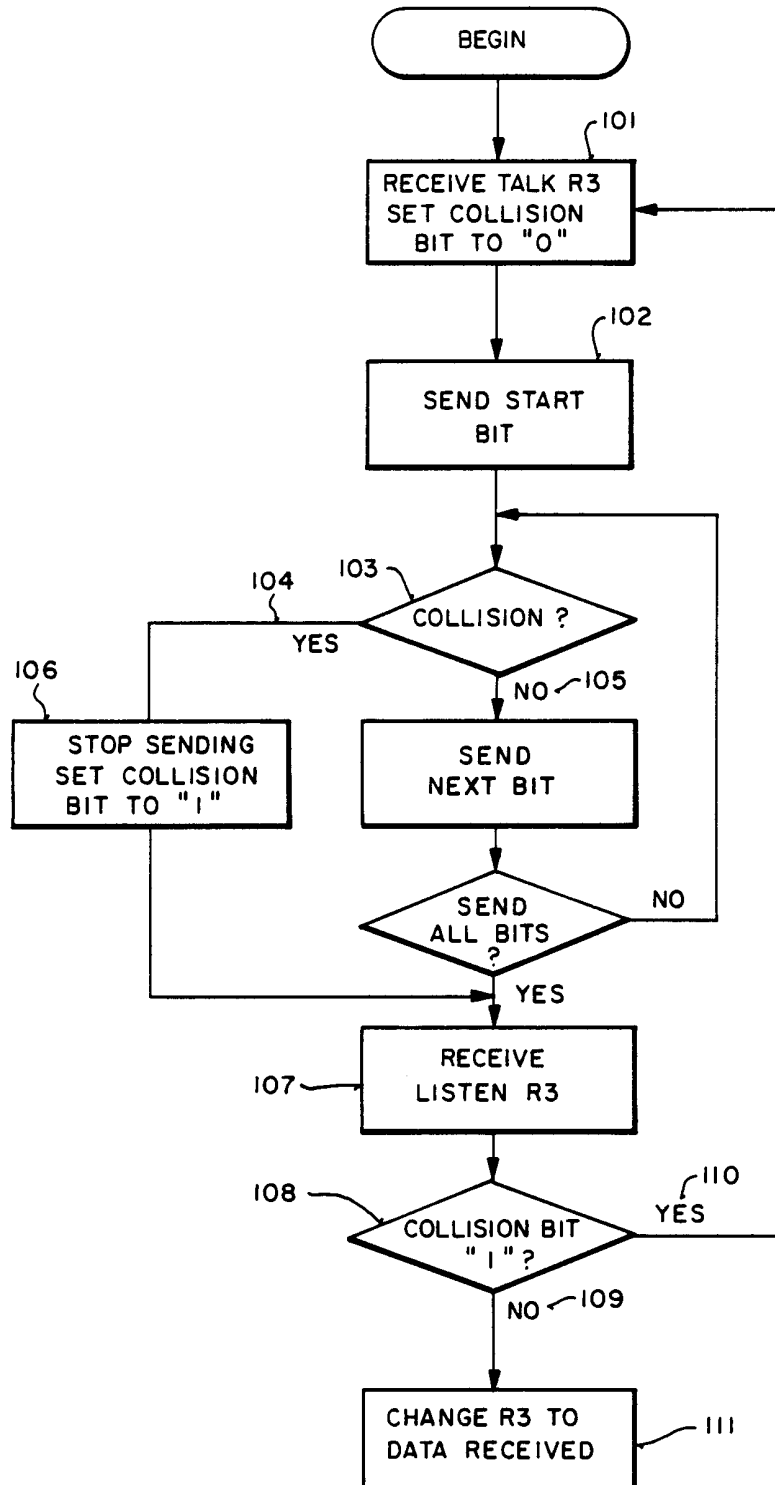 BEGIN
101
RECEIVE TALK R3
SET COLLISION
BIT TO "0"
102
SEND START
BIT
103
COLLISION ?
104
YES
NO
105
106
STOP SENDING
SET COLLISION
BIT TO "1"
SEND
NEXT BIT
SEND
ALL BITS
?
NO
YES
107
RECEIVE
LISTEN R3
108
COLLISION BIT
"1" ?
110
YES
NO
109
CHANGE R3 TO
DATA RECEIVED
111